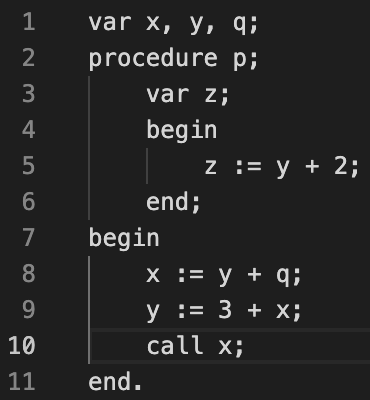 1 var x, y, q;
2 procedure p;
3     var z;
4     begin
5         z := y + 2;
6     end;
7 begin
8     x := y + q;
9     y := 3 + x;
10     call x;
11 end.